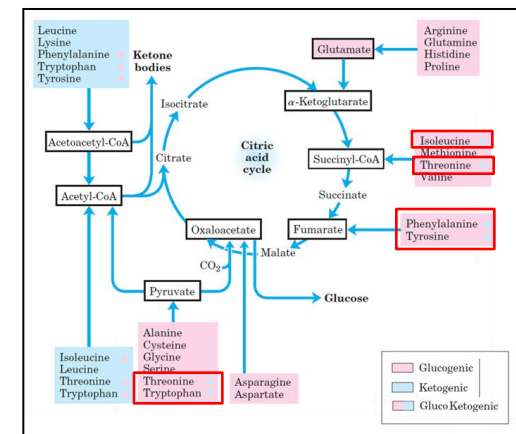 Leucine
Lysine
Phenylalanine
Tryptophan
Tyrosine
Ketone
bodies
Glutamate
Arginine
Glutamine
Histidine
Proline
Isocitrate
α-Ketoglutarate
Acetoacetyl-CoA
Citrate
Citric
acid
cycle
Succinyl-CoA
Isoleucine
Methionine
Threonine
Valine
Acetyl-CoA
Succinate
Oxaloacetate
Fumarate
Phenylalanine
Tyrosine
Malate
CO2
Pyruvate
Glucose
Isoleucine
Leucine
Threonine
Tryptophan
Alanine
Cysteine
Glycine
Serine
Threonine
Tryptophan
Asparagine
Aspartate
Glucogenic
Ketogenic
Gluco Ketogenic